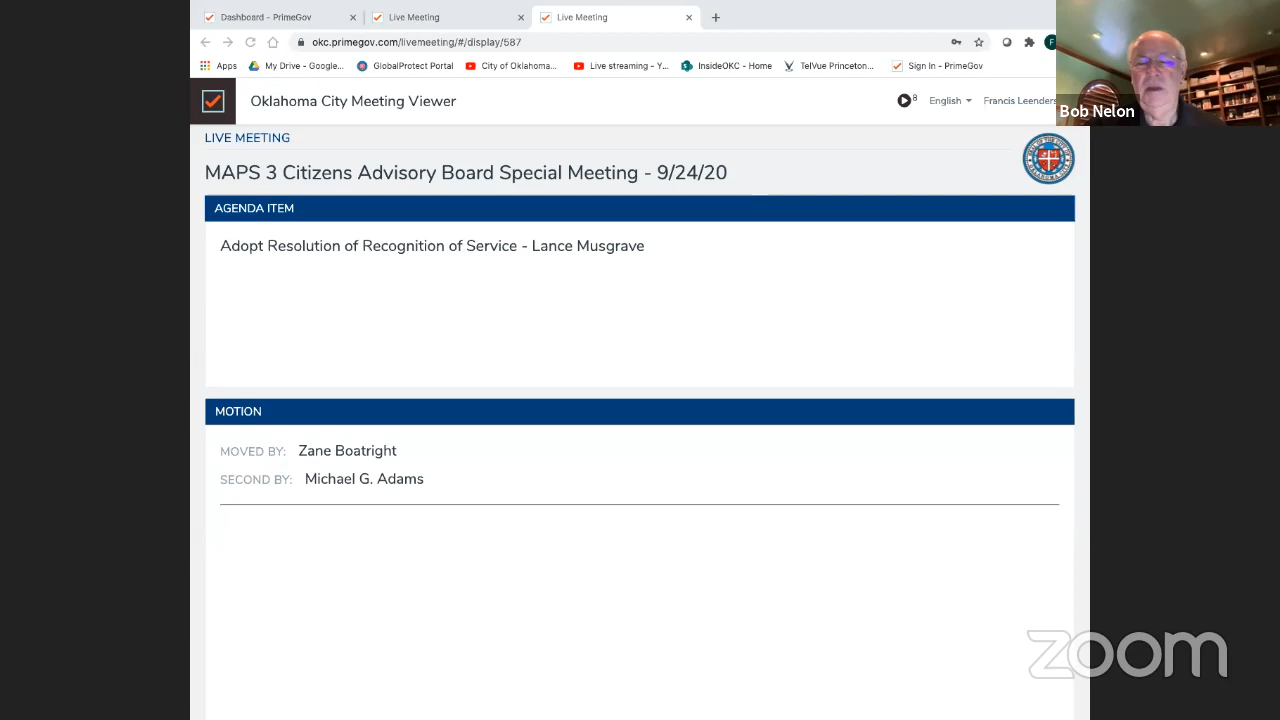 Dashboard - PrimeGov
Live Meeting
Live Meeting
okc.primegov.com/livemeeting/#/display/587
Apps
My Drive - Google...
GlobalProtect Portal
City of Oklahoma...
Live streaming - Y...
InsideOKC - Home
TelVue Princeton...
Sign In - PrimeGov
Oklahoma City Meeting Viewer
8
English
Francis Leenders
Bob Nelon
LIVE MEETING
MAPS 3 Citizens Advisory Board Special Meeting - 9/24/20
AGENDA ITEM
Adopt Resolution of Recognition of Service - Lance Musgrave
MOTION
MOVED BY: Zane Boatright
SECOND BY: Michael G. Adams
zoom